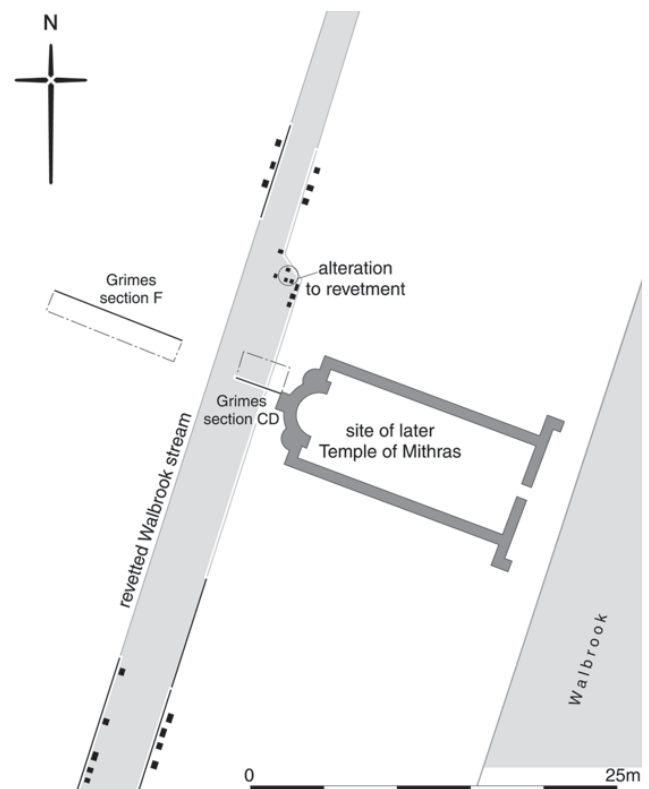 N
alteration
to revetment
Grimes
section F
Grimes
section CD
site of later
Temple of Mithras
revetted Walbrook stream
Walbrook
0
25m